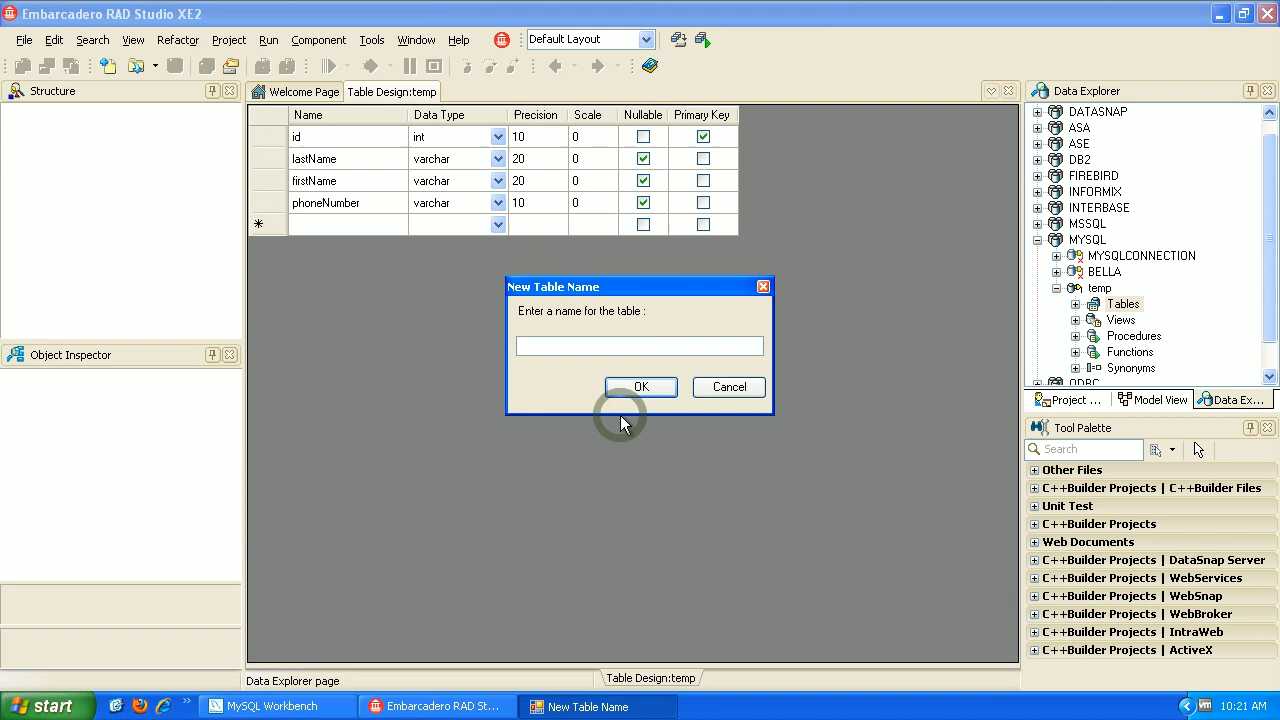 Embarcadero RAD Studio XE2
File Edit Search View Refactor Project Run Component Tools Window Help Default Layout
Structure
Welcome Page Table Design:temp
Data Explorer
Name Data Type Precision Scale Nullable Primary Key
id int 10 0
lastName varchar 20 0
firstName varchar 20 0
phoneNumber varchar 10 0
*
DATASNAP
ASA
ASE
DB2
FIREBIRD
INFORMIX
INTERBASE
MSSQL
MYSQL
MYSQLCONNECTION
BELLA
temp
Tables
Views
Procedures
Functions
Synonyms
ODBC
New Table Name
Enter a name for the table :
OK Cancel
Object Inspector
Project ... Model View Data Ex...
Tool Palette
Search
Other Files
C++Builder Projects | C++Builder Files
Unit Test
C++Builder Projects
Web Documents
C++Builder Projects | DataSnap Server
C++Builder Projects | WebServices
C++Builder Projects | WebSnap
C++Builder Projects | WebBroker
C++Builder Projects | IntraWeb
C++Builder Projects | ActiveX
Data Explorer page
Table Design:temp
start MySQL Workbench Embarcadero RAD St... New Table Name 10:21 AM